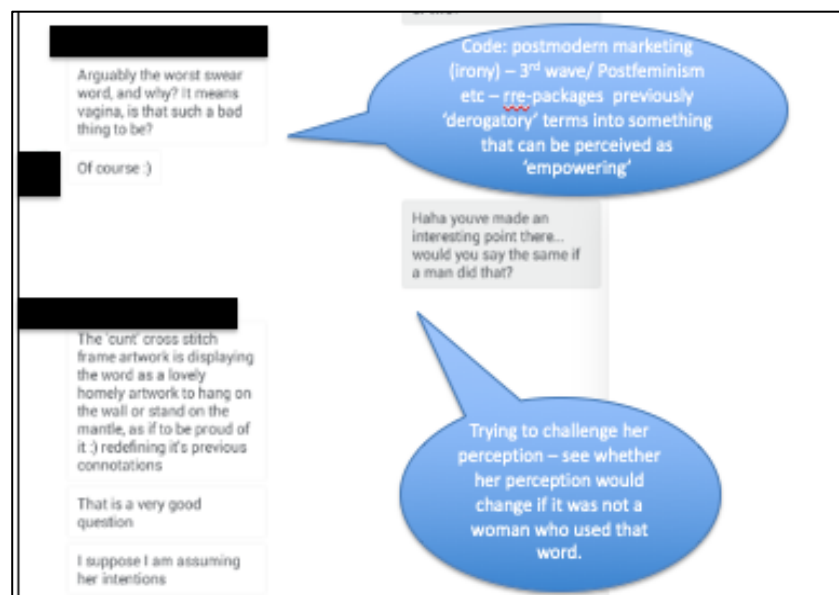 Arguably the worst swear
word, and why? It means
vagina, is that such a bad
thing to be?
Of course :)
Code: postmodern marketing
(irony) – 3rd wave/ Postfeminism
etc – rre-packages previously
'derogatory' terms into something
that can be perceived as
'empowering'
Haha youve made an
interesting point there...
would you say the same if
a man did that?
The 'cunt' cross stitch
frame artwork is displaying
the word as a lovely
homely artwork to hang on
the wall or stand on the
mantle, as if to be proud of
it :) redefining it's previous
connotations
That is a very good
question
I suppose I am assuming
her intentions
Trying to challenge her
perception – see whether
her perception would
change if it was not a
woman who used that
word.